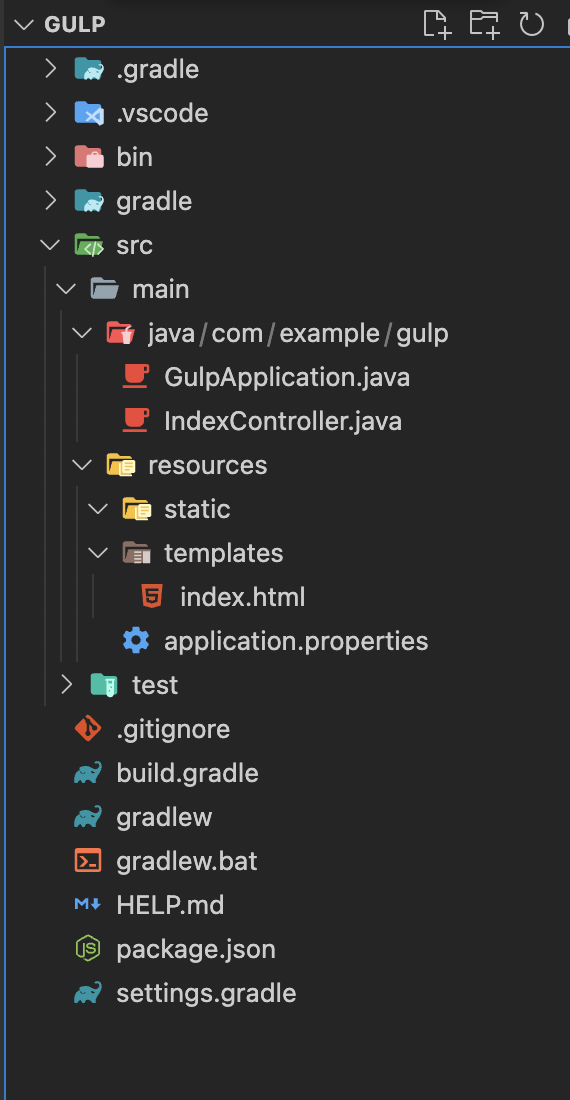 GULP
.gradle
.vscode
bin
gradle
src
main
java/com/example/gulp
GulpApplication.java
IndexController.java
resources
static
templates
index.html
application.properties
test
.gitignore
build.gradle
gradlew
gradlew.bat
HELP.md
package.json
settings.gradle